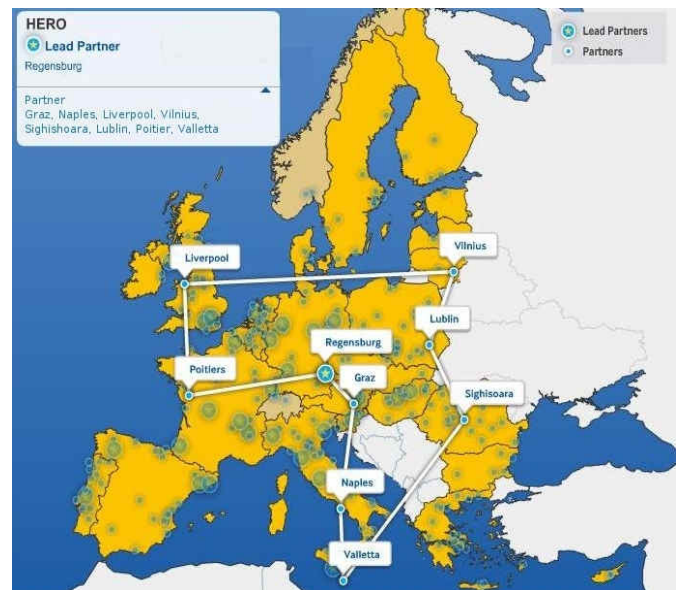 HERO
Lead Partner
Regensburg
Partner
Graz, Naples, Liverpool, Vilnius,
Sighishoara, Lublin, Poitier, Valletta
Lead Partners
Partners
Vilnius
Liverpool
Lublin
Regensburg
Poitiers
Graz
Sighisoara
Naples
Valletta